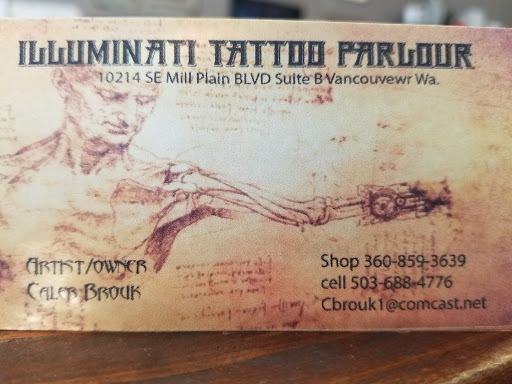 ILLUMINATI TATTOO PARLOUR
10214 SE Mill Plain BLVD Suite B Vancouvewr Wa.
Artist/owner
Caleb Brouk
Shop 360-859-3639
cell 503-688-4776
Cbrouk1@comcast.net